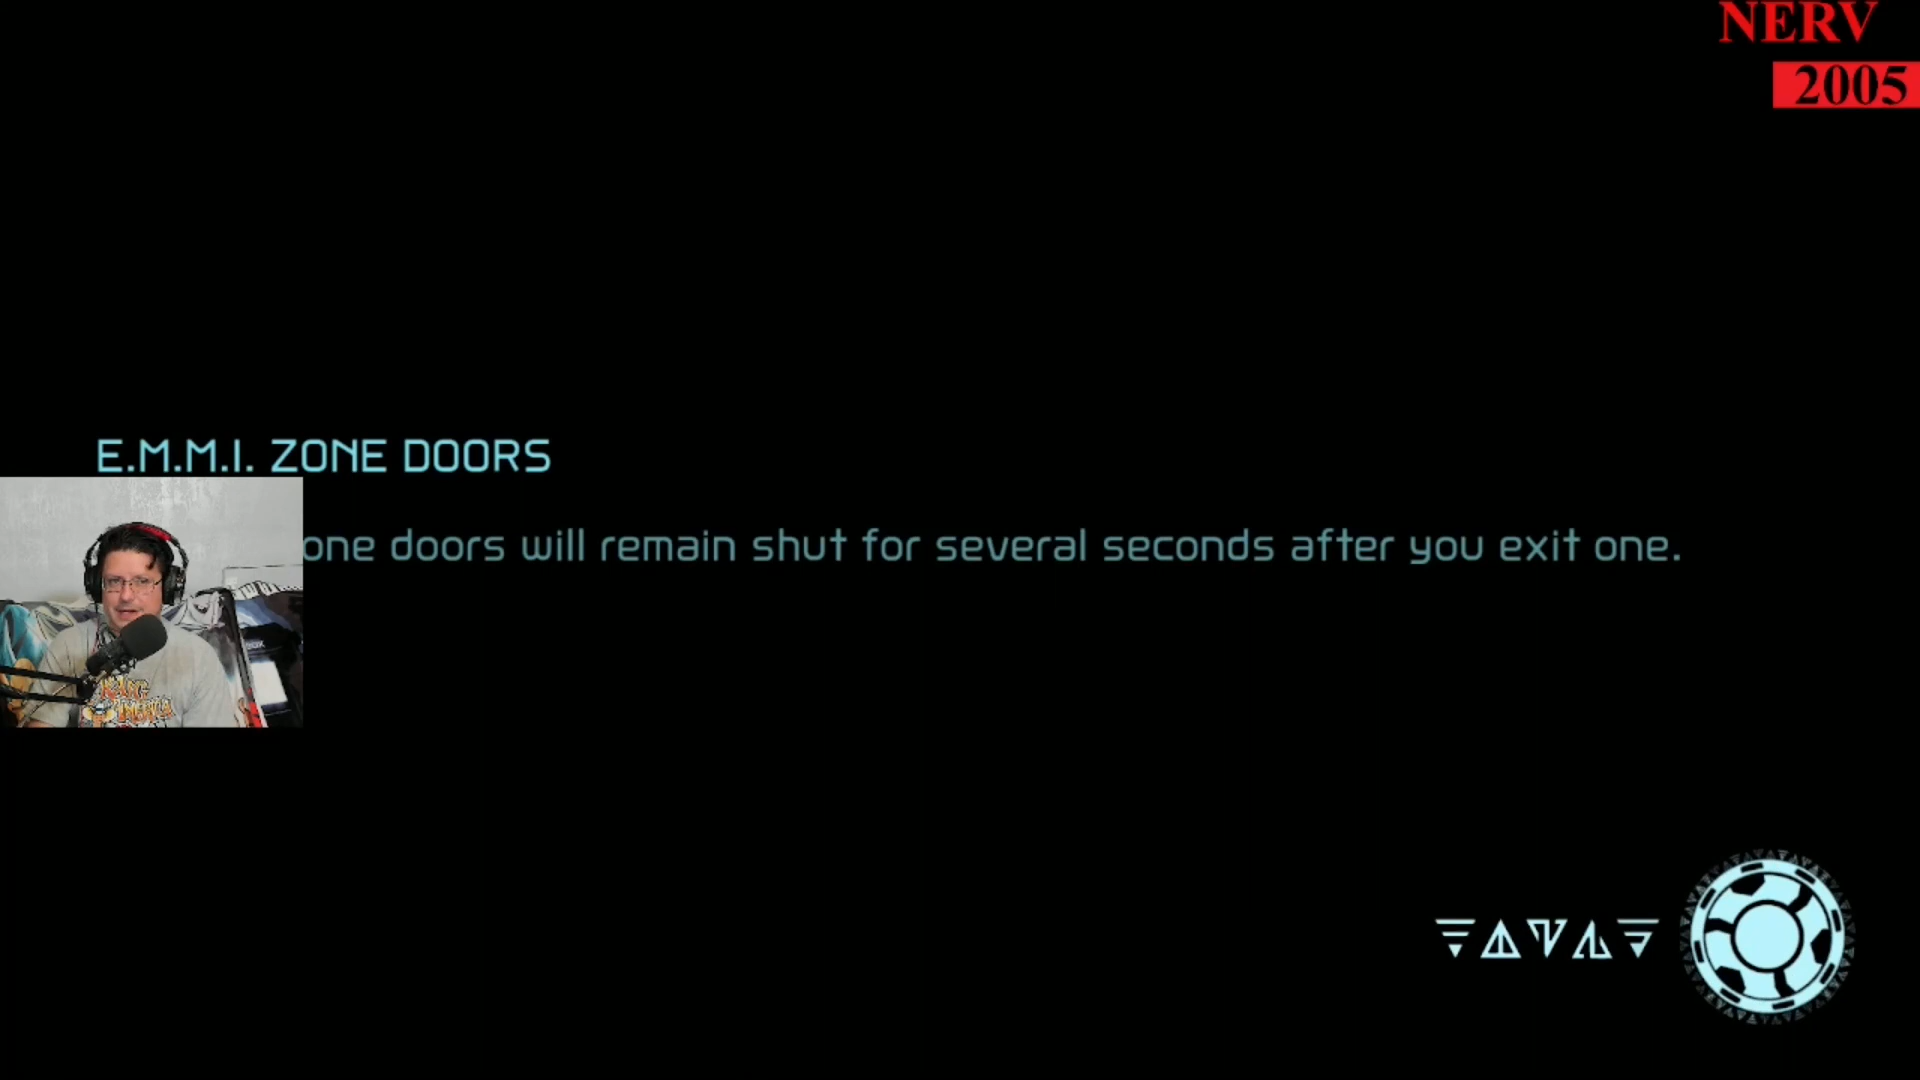 NERV
2005
E.M.M.I. ZONE DOORS
one doors will remain shut for several seconds after you exit one.